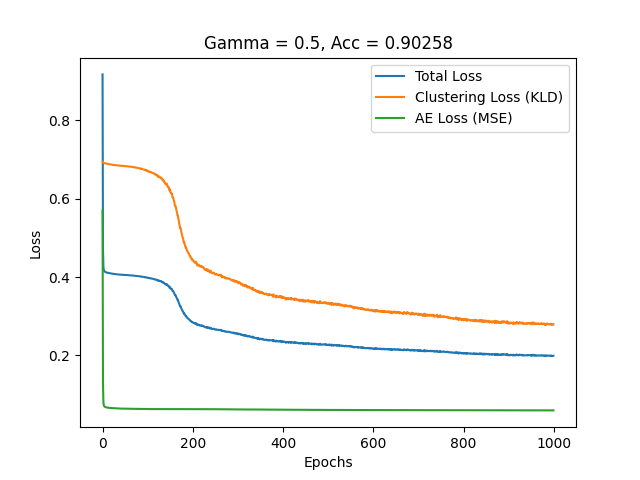 Gamma = 0.5, Acc = 0.90258
Total Loss
Clustering Loss (KLD)
AE Loss (MSE)
Loss
0.8
0.6
0.4
0.2
0 200 400 600 800 1000
Epochs